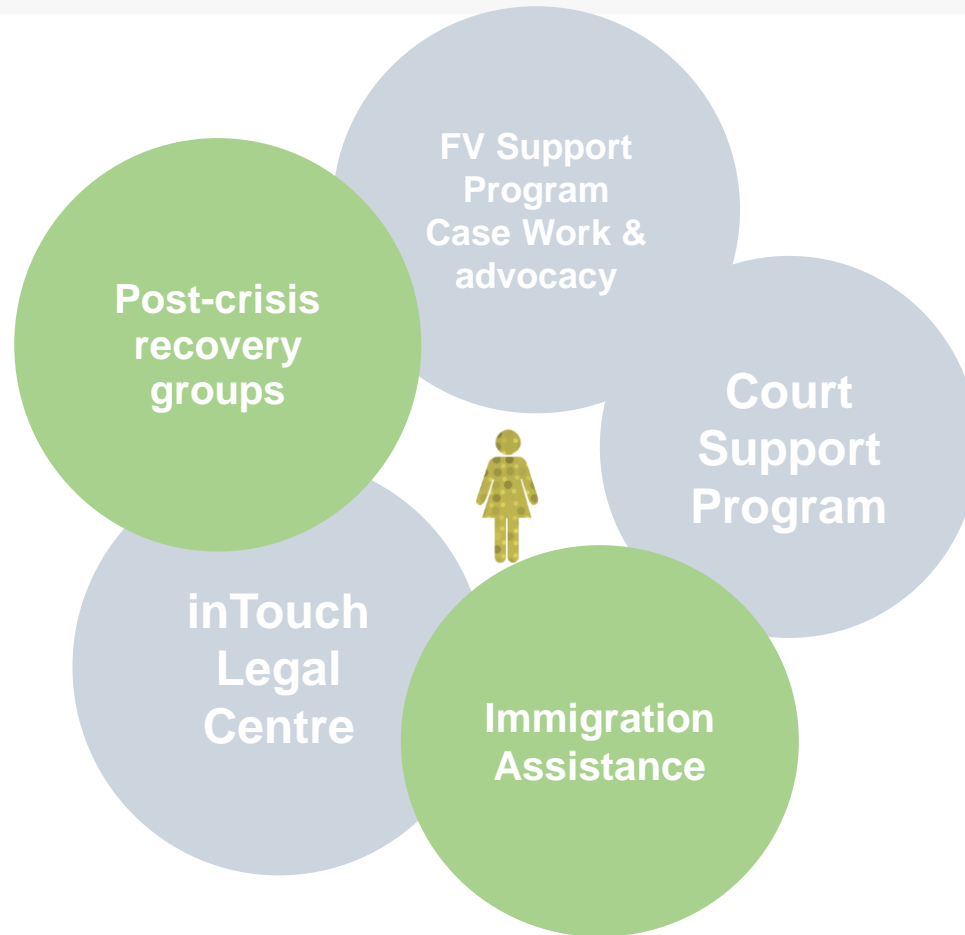 FV Support
Program
Case Work &
advocacy
Post-crisis
recovery
groups
Court
Support
Program
inTouch
Legal
Centre
Immigration
Assistance